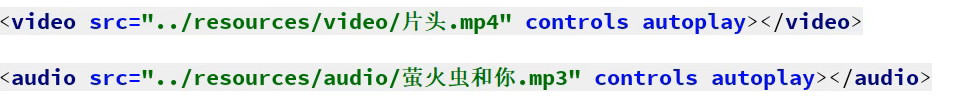 <video src="../resources/video/片头.mp4" controls autoplay></video>
<audio src="../resources/audio/萤火虫和你.mp3" controls autoplay></audio>